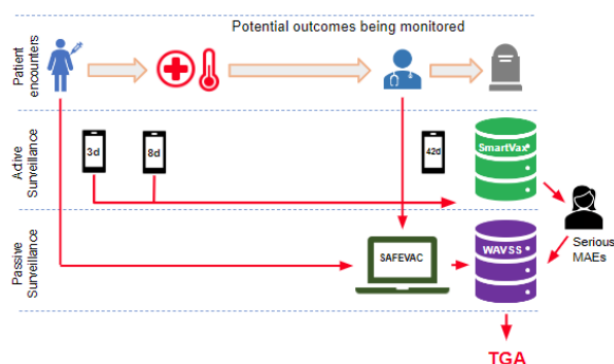 Potential outcomes being monitored
Patient
encounters
Active
Surveillance
3d
8d
42d
SmartVax
Serious
MAEs
Passive
Surveillance
SAFEVAC
WAVSS
TGA